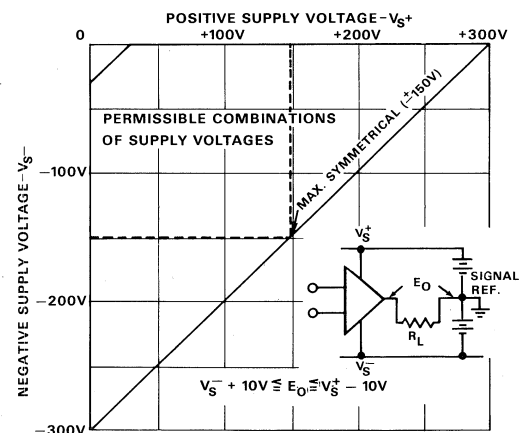 POSITIVE SUPPLY VOLTAGE-VS+
0
+100V
+200V
+300V
PERMISSIBLE COMBINATIONS
OF SUPPLY VOLTAGES
MAX. SYMMETRICAL (±150V)
NEGATIVE SUPPLY VOLTAGE-VS-
-100V
-200V
-300V
VS+
EO
SIGNAL
REF.
RL
VS-
VS- + 10V ≦ EO ≦ VS+ - 10V